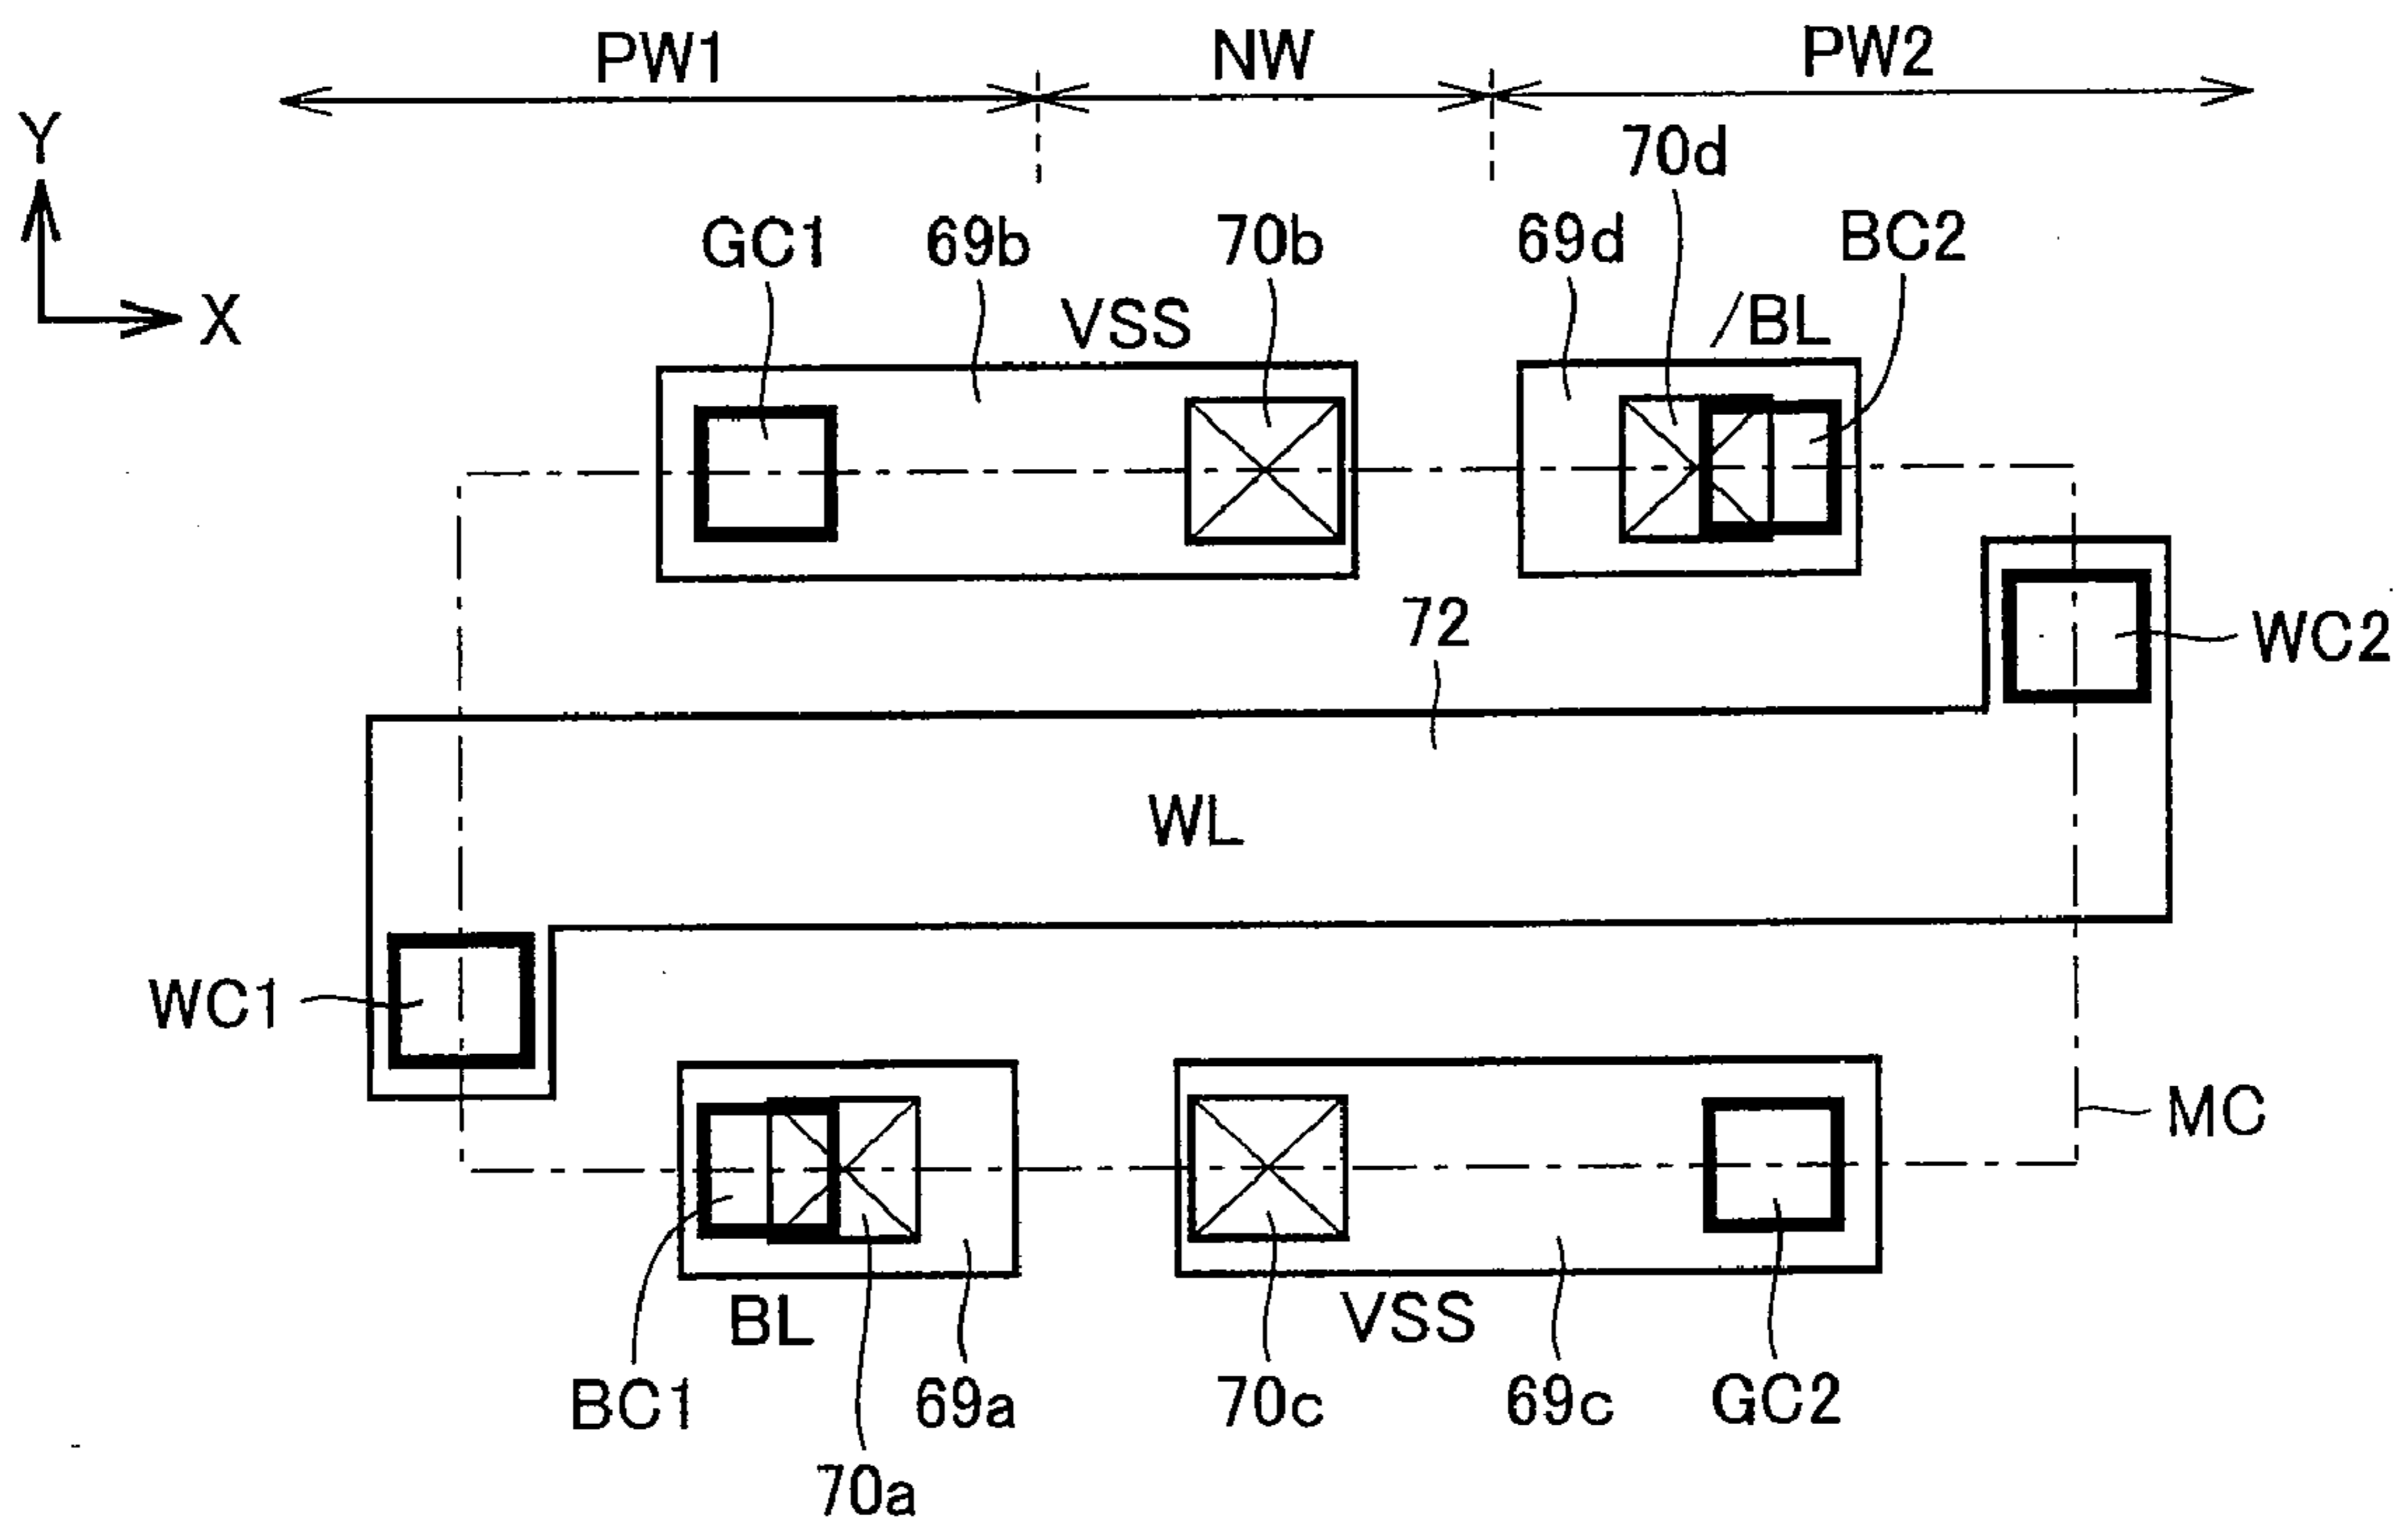 PW1 NW PW2
Y
70d
GC1 69b 70b 69d BC2
X
VSS /BL
72
WC2
WL
WC1
MC
BL VSS
BC1 69a 70c 69c GC2
70a